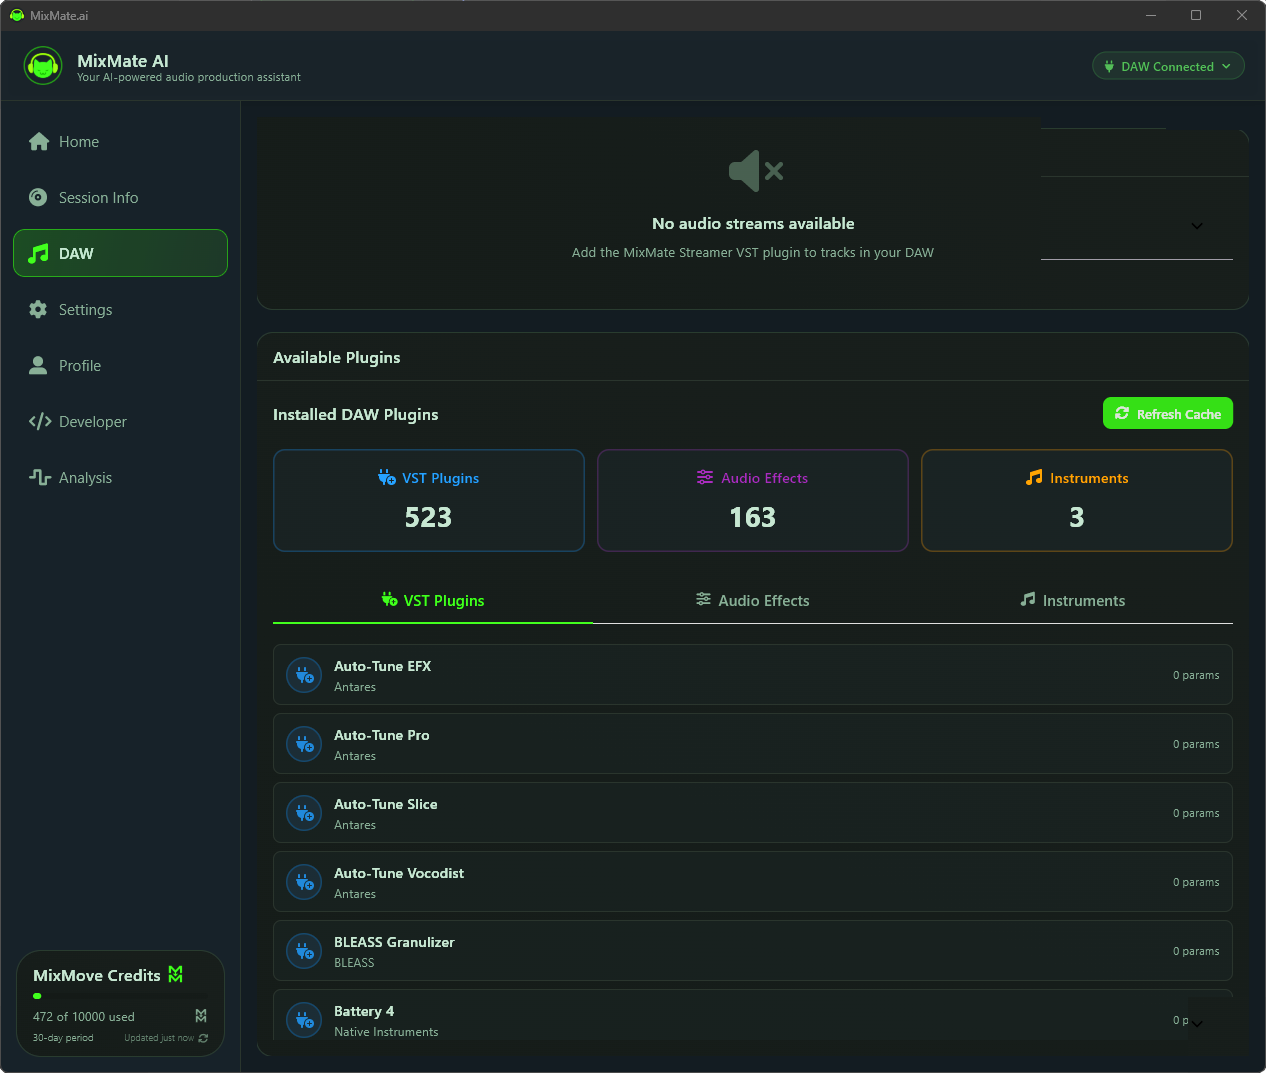 MixMate.ai
MixMate AI
Your AI-powered audio production assistant
DAW Connected
Home
Session Info
DAW
Settings
Profile
Developer
Analysis
MixMove Credits
472 of 10000 used
30-day period Updated just now
No audio streams available
Add the MixMate Streamer VST plugin to tracks in your DAW
Available Plugins
Installed DAW Plugins
Refresh Cache
VST Plugins
523
Audio Effects
163
Instruments
3
VST Plugins Audio Effects Instruments
Auto-Tune EFX
Antares
0 params
Auto-Tune Pro
Antares
0 params
Auto-Tune Slice
Antares
0 params
Auto-Tune Vocodist
Antares
0 params
BLEASS Granulizer
BLEASS
0 params
Battery 4
Native Instruments
0 p